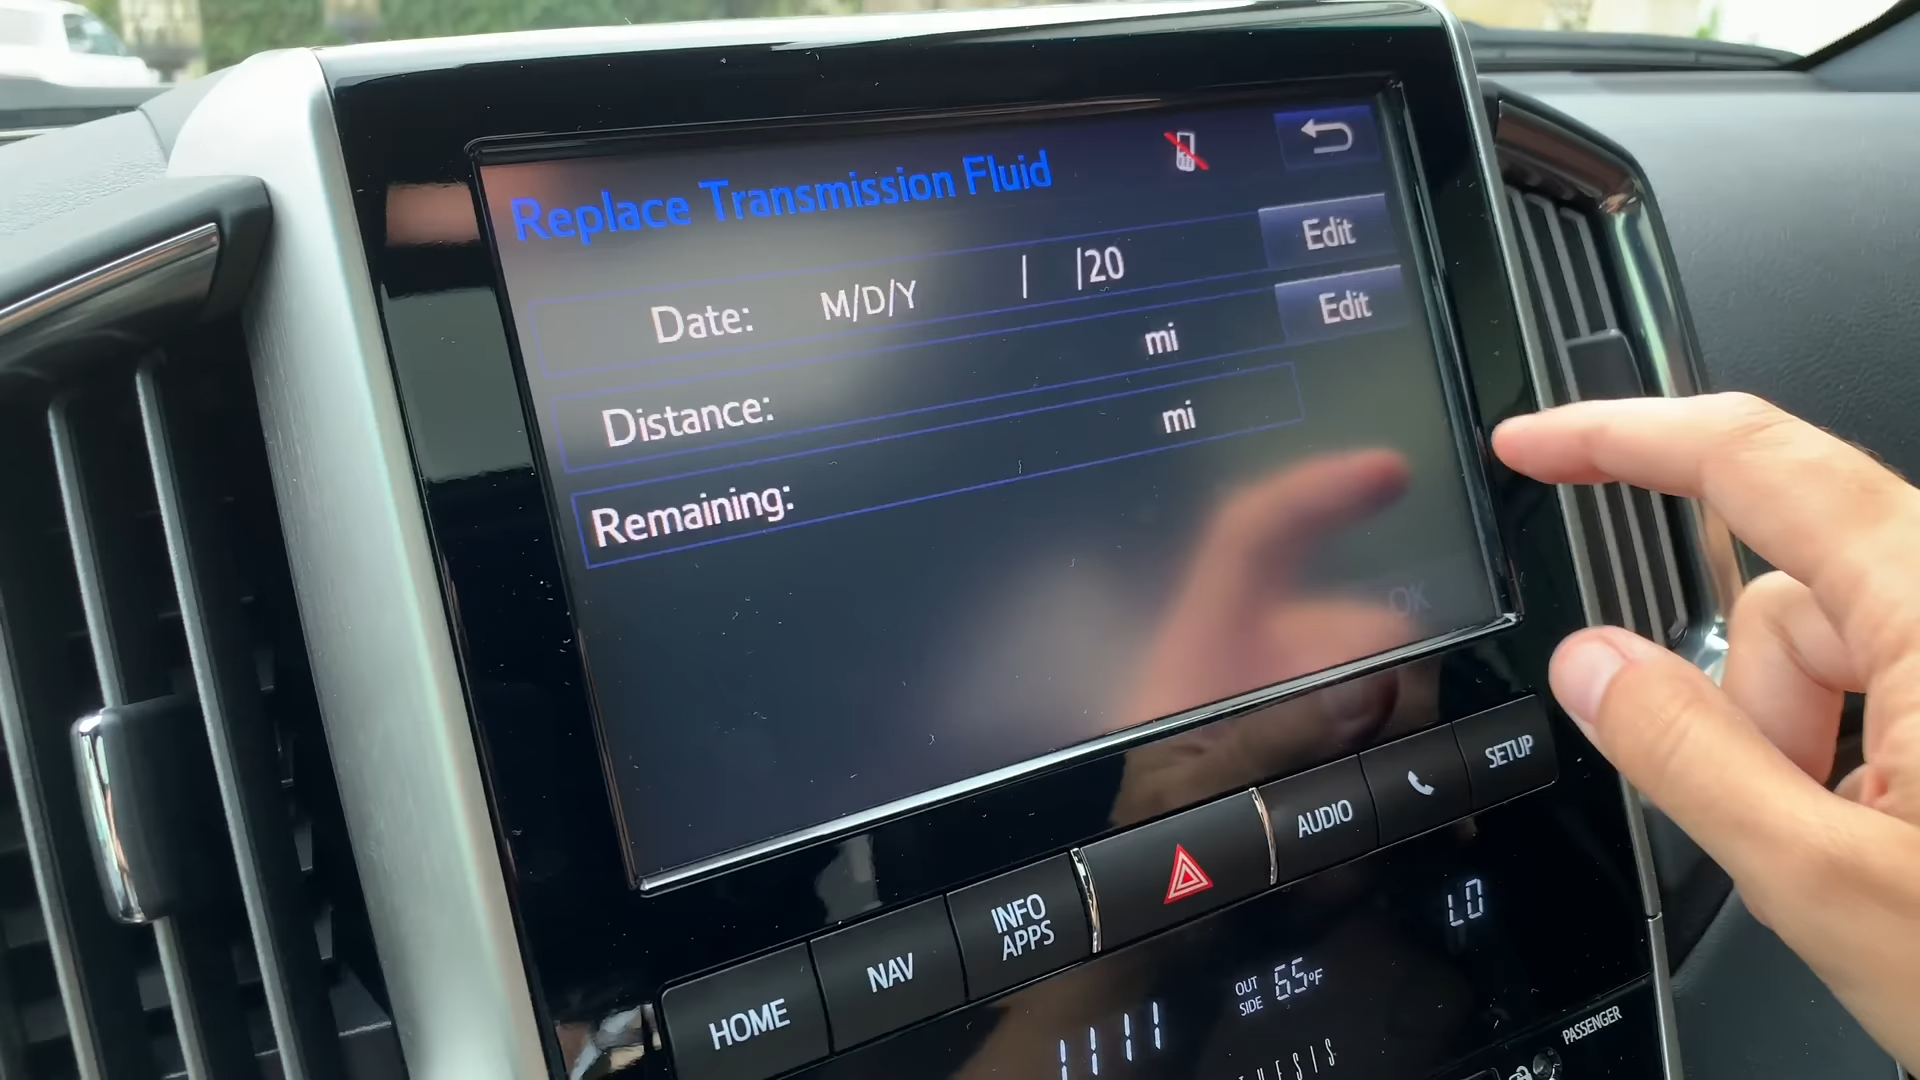 Replace Transmission Fluid
Date: M/D/Y / /20 Edit
Distance: mi Edit
Remaining: mi
OK
HOME
NAV
INFO
APPS
AUDIO
SETUP
LO
OUT
SIDE 65°F
PASSENGER